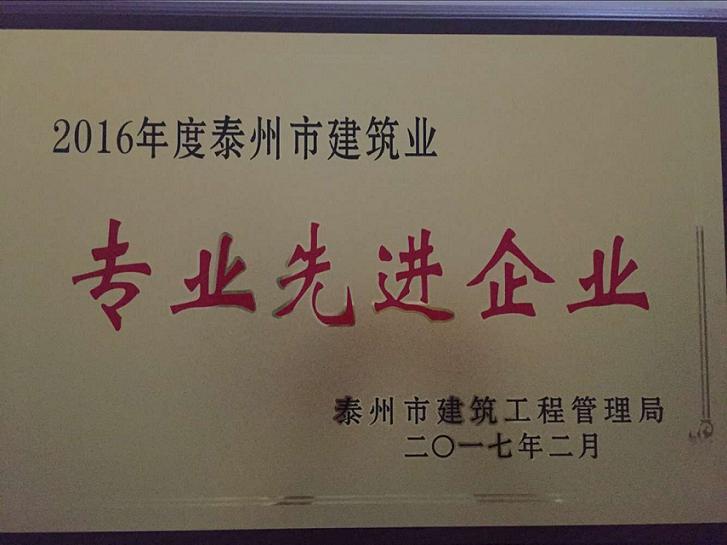 2016年度泰州市建筑业
专业先进企业
泰州市建筑工程管理局
二〇一七年二月